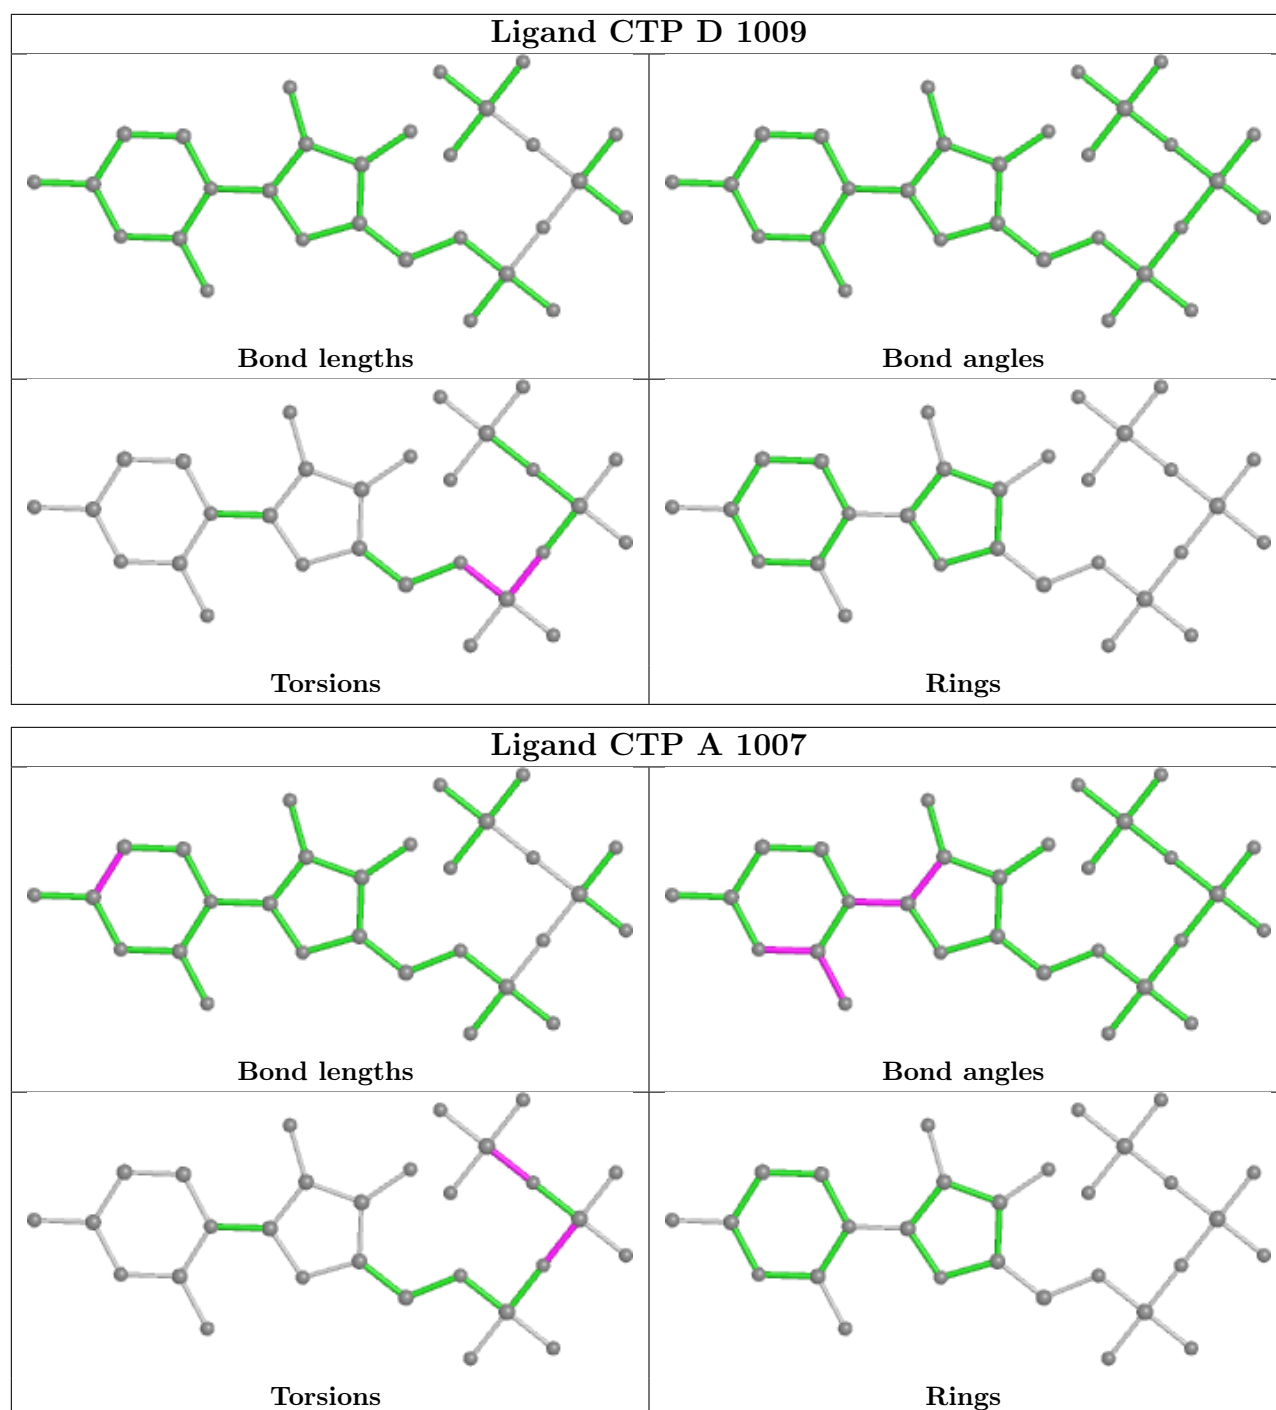 Ligand CTP D 1009
Bond lengths
Bond angles
Torsions
Rings
Ligand CTP A 1007
Bond lengths
Bond angles
Torsions
Rings